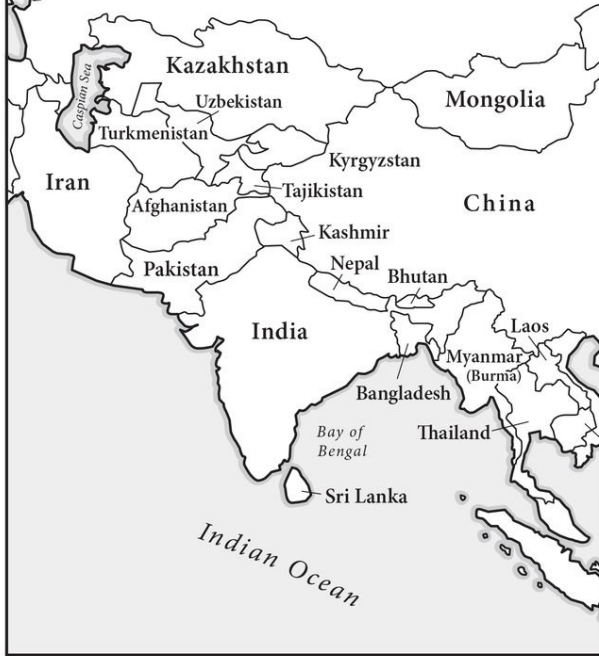 Kazakhstan
Caspian Sea
Uzbekistan
Mongolia
Turkmenistan
Kyrgyzstan
Iran
Tajikistan
Afghanistan
China
Kashmir
Pakistan
Nepal
Bhutan
India
Laos
Myanmar
(Burma)
Bangladesh
Bay of
Bengal
Thailand
Sri Lanka
Indian Ocean